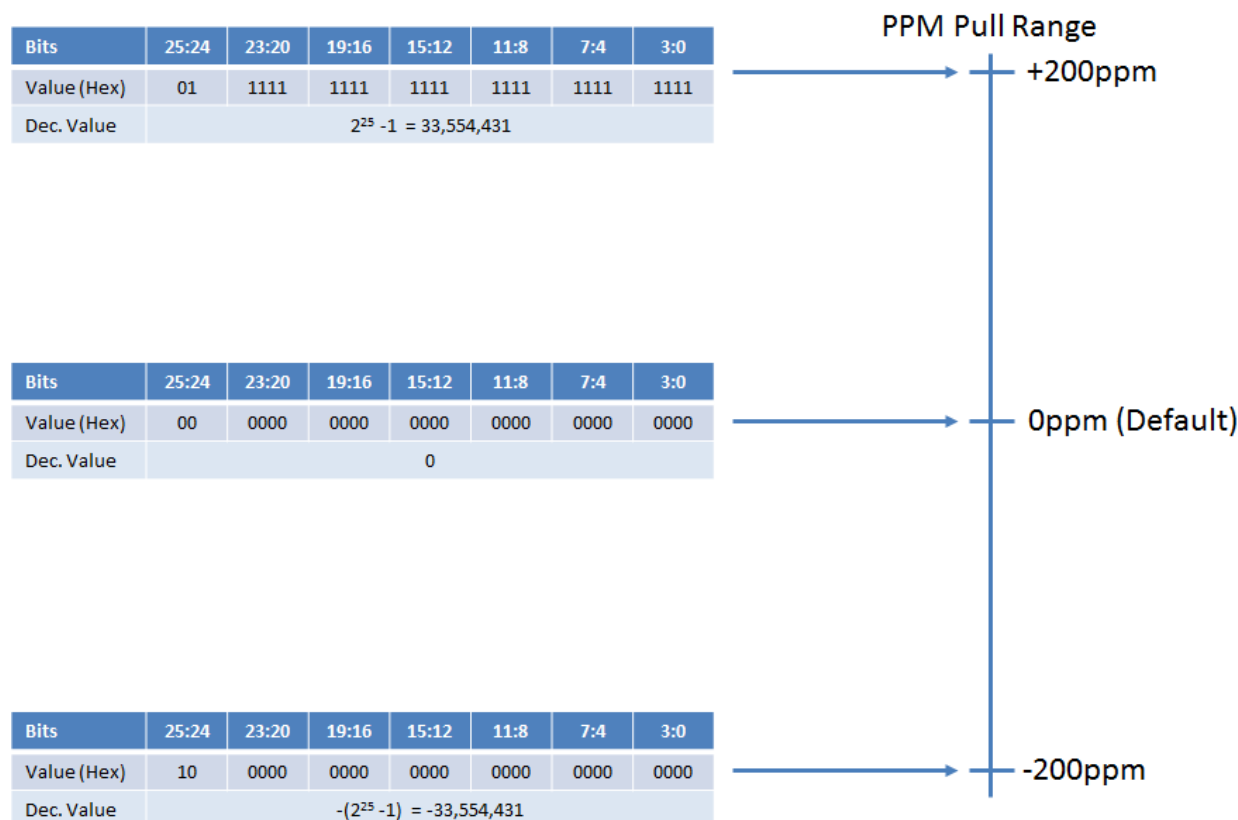 PPM Pull Range
Bits 25:24 23:20 19:16 15:12 11:8 7:4 3:0
Value (Hex) 01 1111 1111 1111 1111 1111 1111
Dec. Value 2²⁵ -1 = 33,554,431
+200ppm
Bits 25:24 23:20 19:16 15:12 11:8 7:4 3:0
Value (Hex) 00 0000 0000 0000 0000 0000 0000
Dec. Value 0
0ppm (Default)
Bits 25:24 23:20 19:16 15:12 11:8 7:4 3:0
Value (Hex) 10 0000 0000 0000 0000 0000 0000
Dec. Value -(2²⁵ -1) = -33,554,431
-200ppm